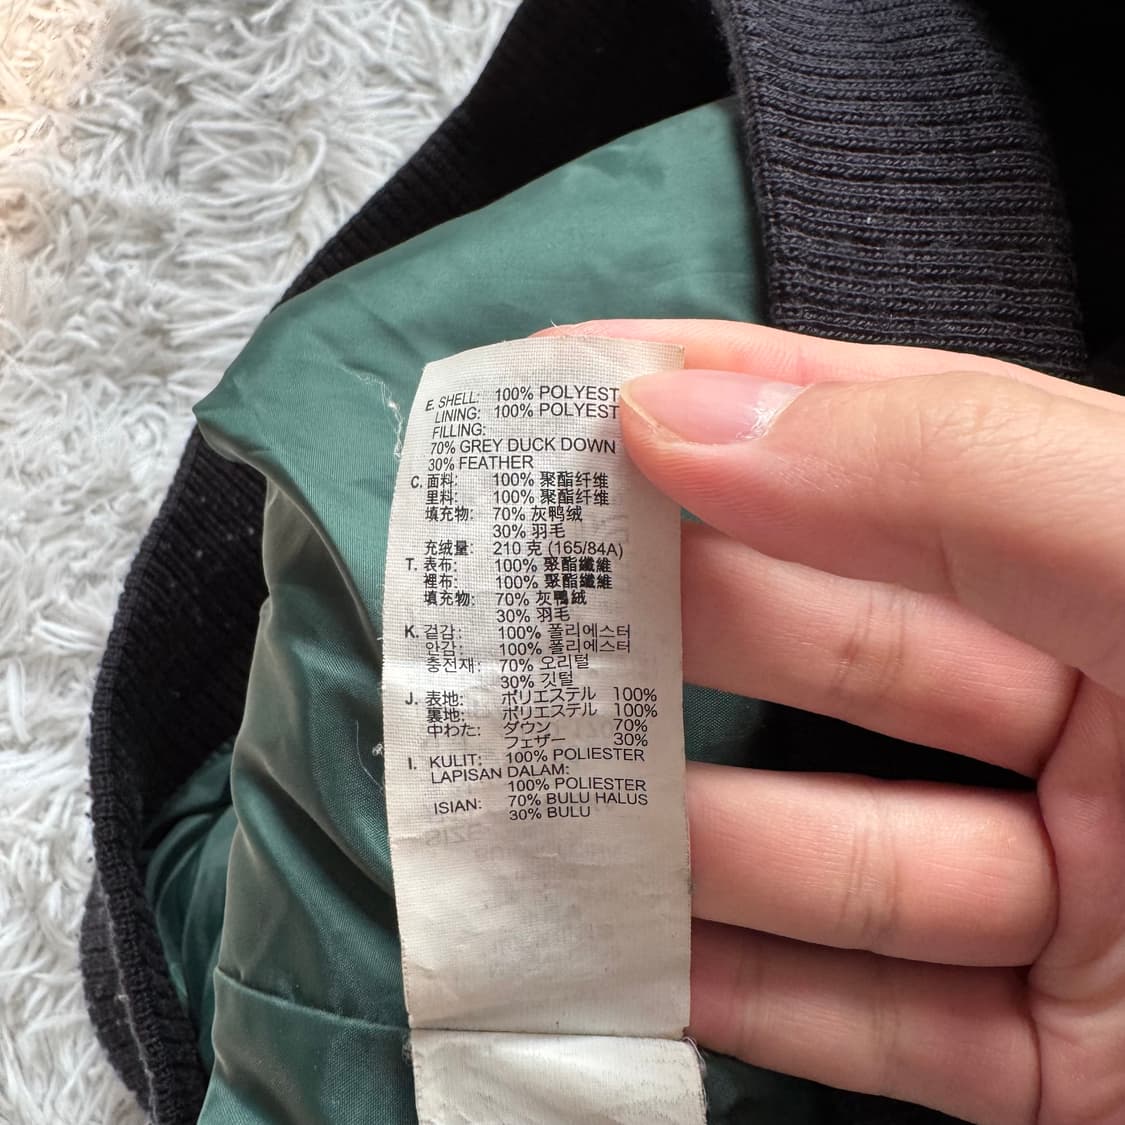 E. SHELL: 100% POLYEST
LINING: 100% POLYEST
FILLING:
70% GREY DUCK DOWN
30% FEATHER
C. 面料: 100% 聚酯纤维
里料: 100% 聚酯纤维
填充物: 70% 灰鸭绒
30% 羽毛
充绒量: 210 克 (165/84A)
T. 表布: 100% 聚酯纖維
裡布: 100% 聚酯纖維
填充物: 70% 灰鴨絨
30% 羽毛
K. 겉감: 100% 폴리에스터
안감: 100% 폴리에스터
충전재: 70% 오리털
30% 깃털
J. 表地: ポリエステル 100%
裏地: ポリエステル 100%
中わた: ダウン 70%
フェザー 30%
I. KULIT: 100% POLIESTER
LAPISAN DALAM:
100% POLIESTER
ISIAN: 70% BULU HALUS
30% BULU